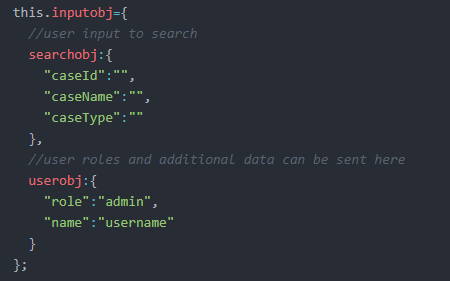 this.inputobj={
//user input to search
searchobj:{
"caseId":"",
"caseName":"",
"caseType":""
},
//user roles and additional data can be sent here
userobj:{
"role":"admin",
"name":"username"
}
};